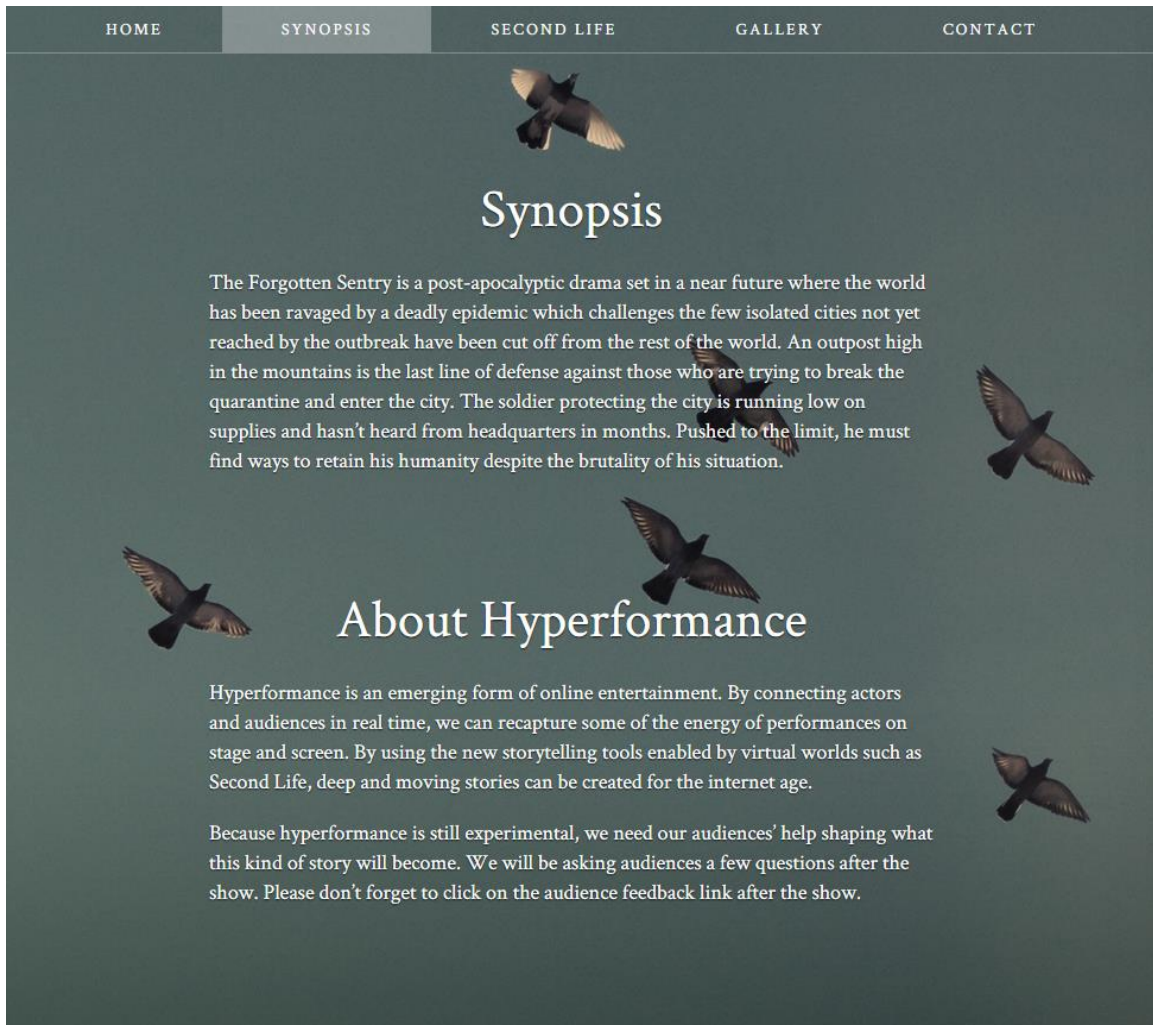 HOME SYNOPSIS SECOND LIFE GALLERY CONTACT
Synopsis
The Forgotten Sentry is a post-apocalyptic drama set in a near future where the world
has been ravaged by a deadly epidemic which challenges the few isolated cities not yet
reached by the outbreak have been cut off from the rest of the world. An outpost high
in the mountains is the last line of defense against those who are trying to break the
quarantine and enter the city. The soldier protecting the city is running low on
supplies and hasn't heard from headquarters in months. Pushed to the limit, he must
find ways to retain his humanity despite the brutality of his situation.
About Hyperformance
Hyperformance is an emerging form of online entertainment. By connecting actors
and audiences in real time, we can recapture some of the energy of performances on
stage and screen. By using the new storytelling tools enabled by virtual worlds such as
Second Life, deep and moving stories can be created for the internet age.
Because hyperformance is still experimental, we need our audiences' help shaping what
this kind of story will become. We will be asking audiences a few questions after the
show. Please don't forget to click on the audience feedback link after the show.